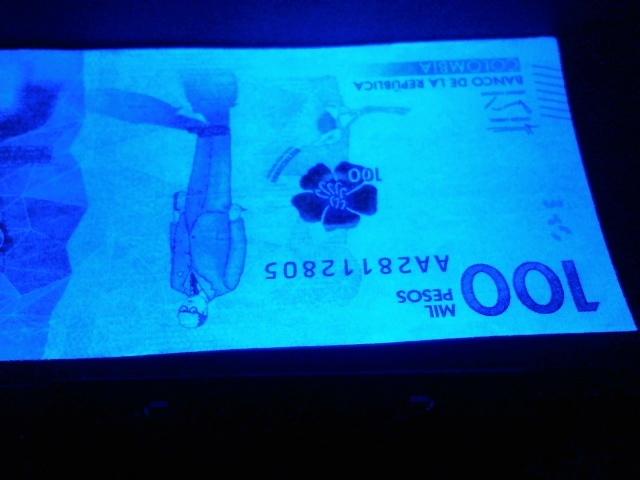 COLOMBIA
BANCO DE LA REPÚBLICA
100
AA28112805
100
MIL
PESOS